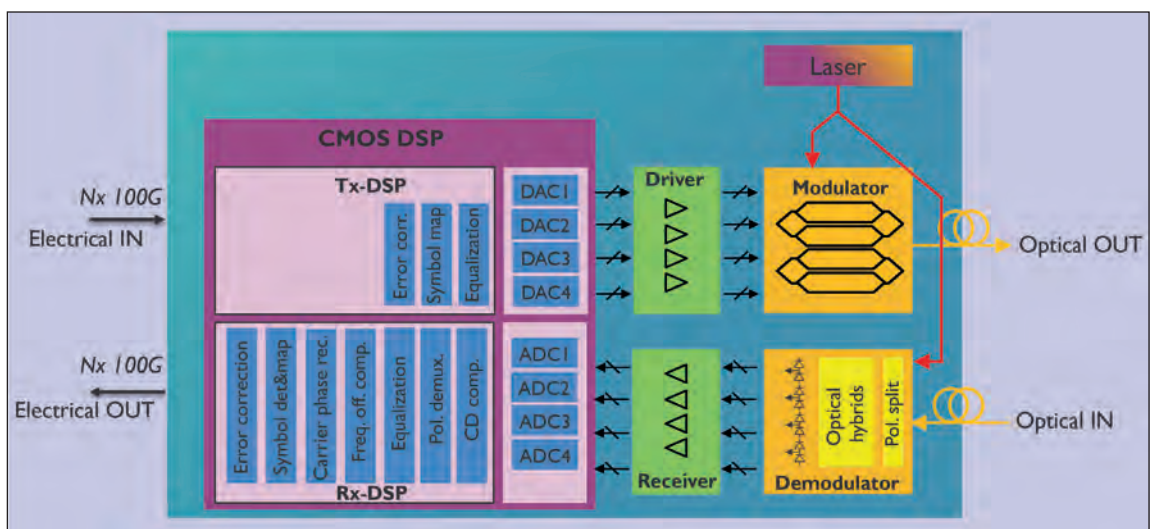 Laser
CMOS DSP
Nx 100G
Electrical IN
Tx-DSP
Error corr.
Symbol map
Equalization
DAC1
DAC2
DAC3
DAC4
Driver
Modulator
Optical OUT
Nx 100G
Electrical OUT
Error correction
Symbol de&map
Carrier phase rec.
Freq. off. comp.
Equalization
Pol. demux.
CD comp.
Rx-DSP
ADC1
ADC2
ADC3
ADC4
Receiver
Optical
hybrids
Pol. split
Demodulator
Optical IN